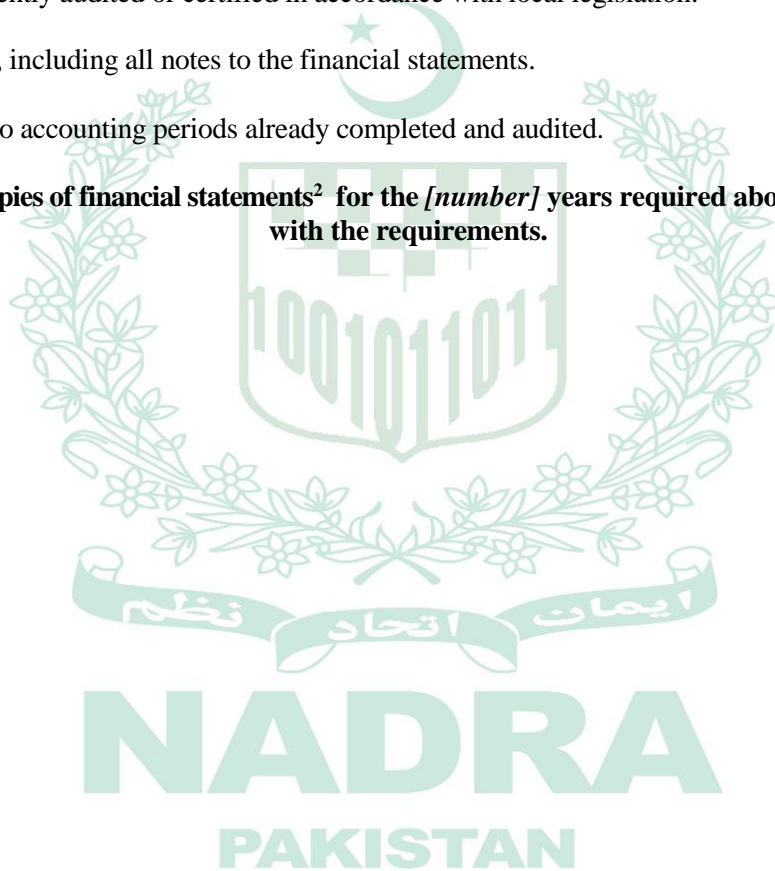 ently audited or certified in accordance with local legislation.
, including all notes to the financial statements.
o accounting periods already completed and audited.
pies of financial statements² for the [number] years required abo
with the requirements.
1001011011
ایمان اتحاد نظم
NADRA
PAKISTAN